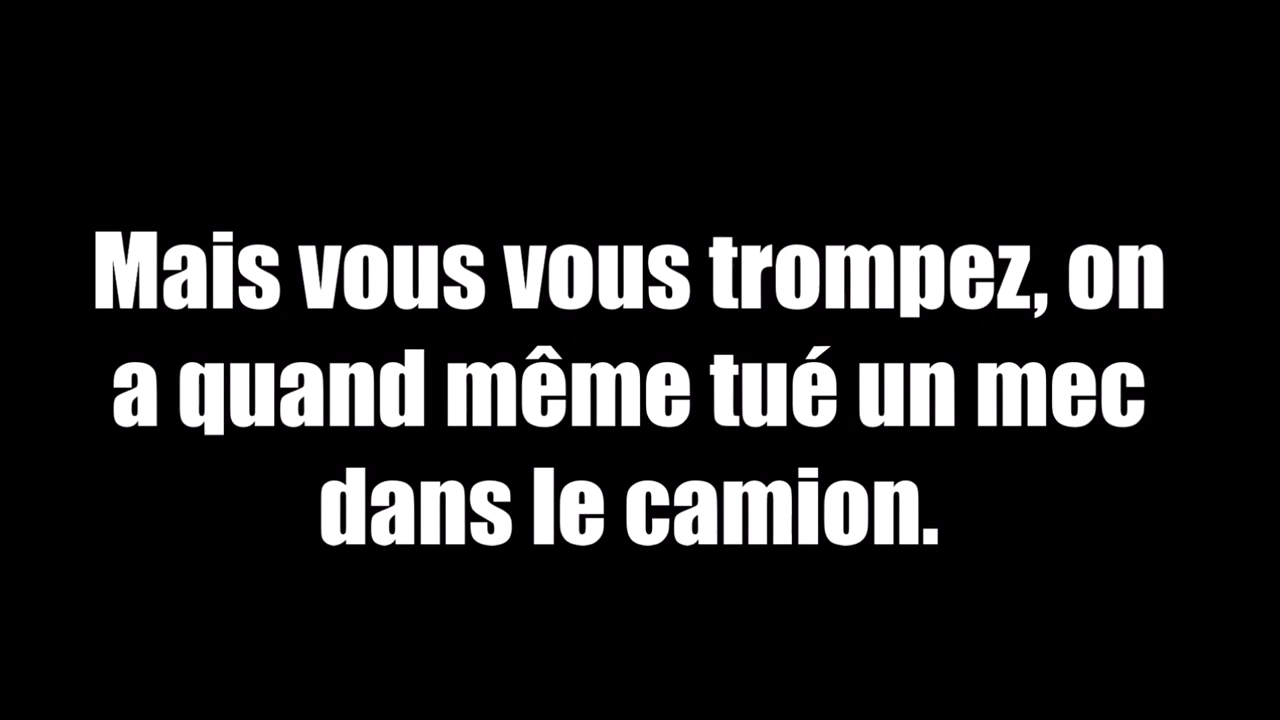 Mais vous vous trompez, on
a quand même tué un mec
dans le camion.